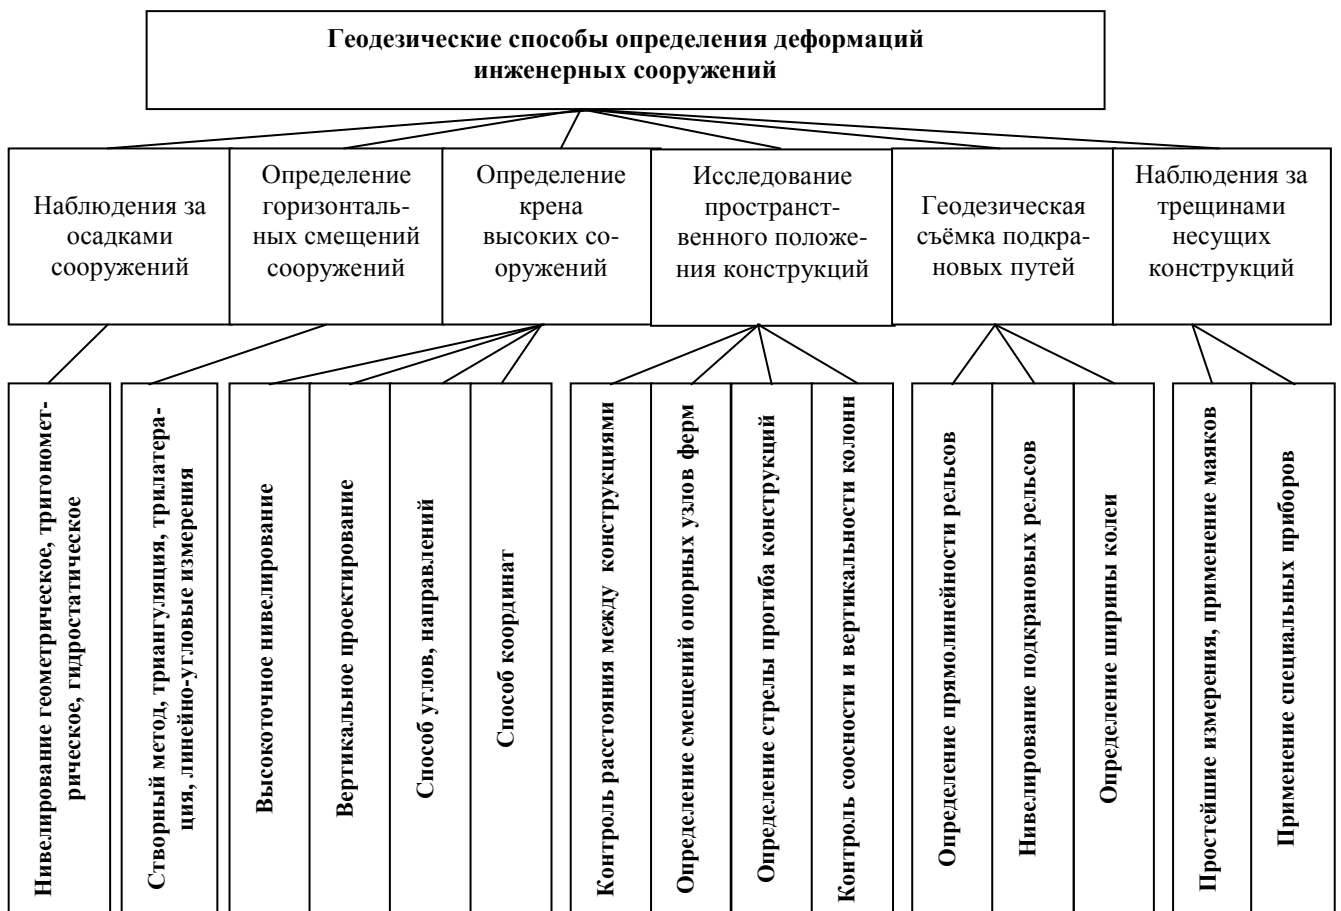 Геодезические способы определения деформаций
инженерных сооружений
Наблюдения за
осадками
сооружений
Определение
горизонталь-
ных смещений
сооружений
Определение
крена
высоких со-
оружений
Исследование
пространст-
венного положе-
ния конструкций
Геодезическая
съёмка подкра-
новых путей
Наблюдения за
трещинами
несущих
конструкций
Нивелирование геометрическое, тригономет-
рическое, гидростатическое
Створный метод, триангуляция, трилатера-
ция, линейно-угловые измерения
Высокоточное нивелирование
Вертикальное проектирование
Способ углов, направлений
Способ координат
Контроль расстояния между конструкциями
Определение смещений опорных узлов ферм
Определение стрелы прогиба конструкций
Контроль соосности и вертикальности колонн
Определение прямолинейности рельсов
Нивелирование подкрановых рельсов
Определение ширины колеи
Простейшие измерения, применение маяков
Применение специальных приборов